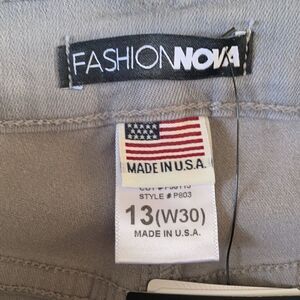 FASHIONNOVA
MADE IN U.S.A.
STYLE # P803
13(W30)
MADE IN U.S.A.